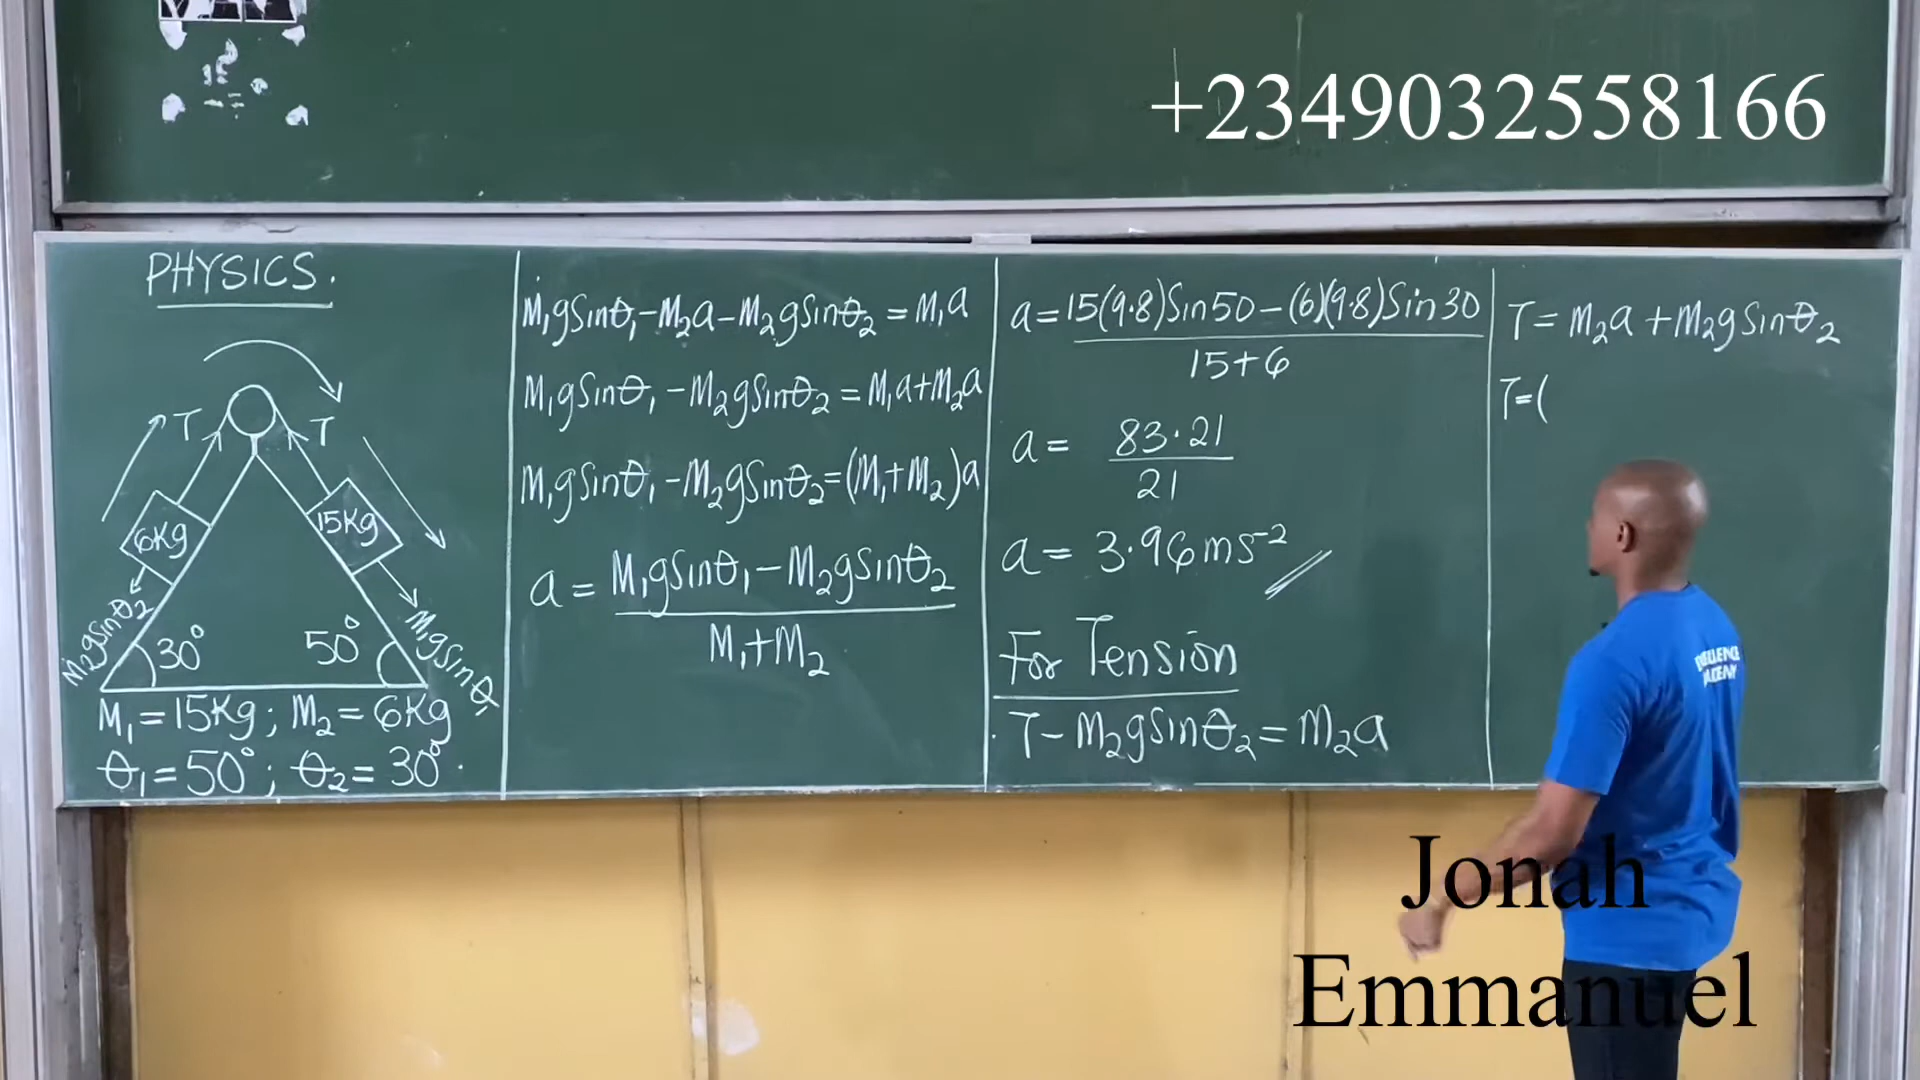 +2349032558166
PHYSICS.
T
T
6Kg
15Kg
M₂gSinθ₂
30°
50°
M₁gSinθ₁
M₁=15Kg; M₂=6Kg
θ₁=50°; θ₂=30°.
M₁gSinθ₁-M₂a-M₂gSinθ₂=M₁a
M₁gSinθ₁-M₂gSinθ₂=M₁a+M₂a
M₁gSinθ₁-M₂gSinθ₂=(M₁+M₂)a
a = M₁gSinθ₁-M₂gSinθ₂
M₁+M₂
a=15(9.8)Sin50-(6)(9.8)Sin30
15+6
a= 83.21
21
a= 3.96ms⁻²
For Tension
T-M₂gSinθ₂=M₂a
T= M₂a+M₂gSinθ₂
T=(
Jonah
Emmanuel